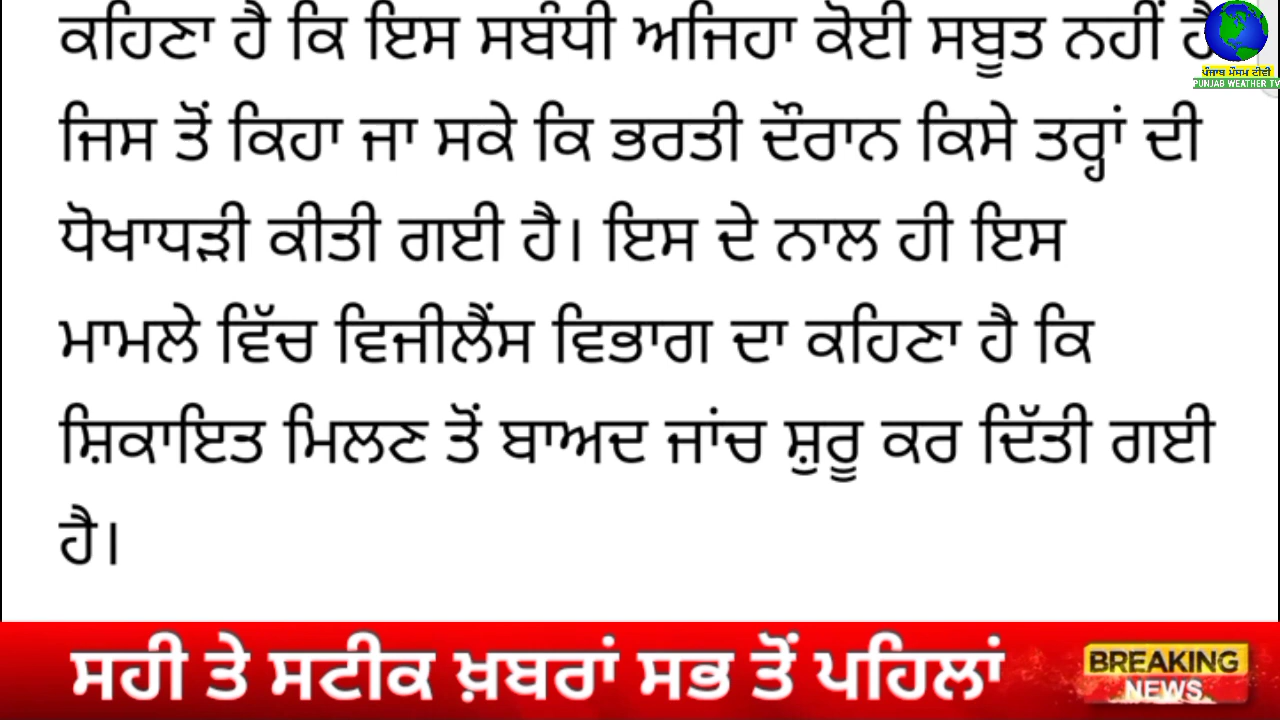 ਕਹਿਣਾ ਹੈ ਕਿ ਇਸ ਸਬੰਧੀ ਅਜਿਹਾ ਕੋਈ ਸਬੂਤ ਨਹੀਂ ਹੈ
ਪੰਜਾਬ ਮੌਸਮ ਟੀਵੀ
PUNJAB WEATHER TV
ਜਿਸ ਤੋਂ ਕਿਹਾ ਜਾ ਸਕੇ ਕਿ ਭਰਤੀ ਦੌਰਾਨ ਕਿਸੇ ਤਰ੍ਹਾਂ ਦੀ
ਧੋਖਾਧੜੀ ਕੀਤੀ ਗਈ ਹੈ। ਇਸ ਦੇ ਨਾਲ ਹੀ ਇਸ
ਮਾਮਲੇ ਵਿੱਚ ਵਿਜੀਲੈਂਸ ਵਿਭਾਗ ਦਾ ਕਹਿਣਾ ਹੈ ਕਿ
ਸ਼ਿਕਾਇਤ ਮਿਲਣ ਤੋਂ ਬਾਅਦ ਜਾਂਚ ਸ਼ੁਰੂ ਕਰ ਦਿੱਤੀ ਗਈ
ਹੈ।
ਸਹੀ ਤੇ ਸਟੀਕ ਖ਼ਬਰਾਂ ਸਭ ਤੋਂ ਪਹਿਲਾਂ
BREAKING
NEWS